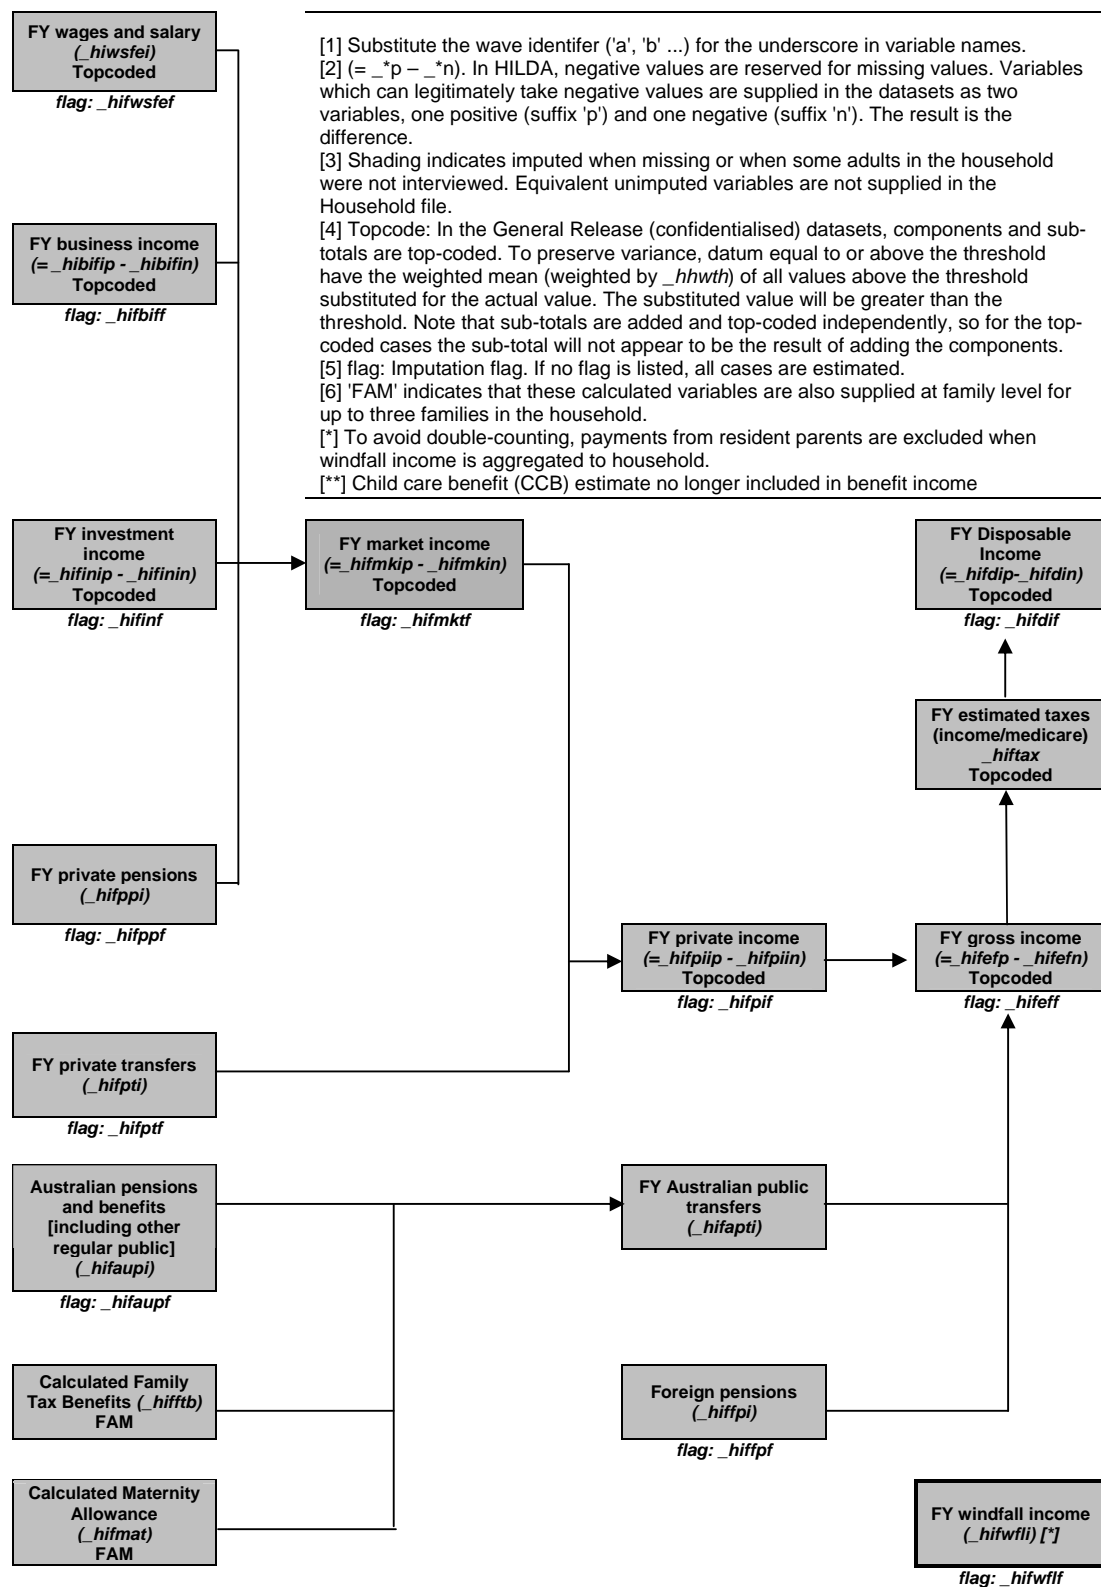 FY wages and salary
(_hiwsfei)
Topcoded
flag: _hifwsfef
[1] Substitute the wave identifer ('a', 'b' ...) for the underscore in variable names.
[2] (= _*p – _*n). In HILDA, negative values are reserved for missing values. Variables
which can legitimately take negative values are supplied in the datasets as two
variables, one positive (suffix 'p') and one negative (suffix 'n'). The result is the
difference.
[3] Shading indicates imputed when missing or when some adults in the household
were not interviewed. Equivalent unimputed variables are not supplied in the
Household file.
[4] Topcode: In the General Release (confidentialised) datasets, components and sub-
totals are top-coded. To preserve variance, datum equal to or above the threshold
have the weighted mean (weighted by _hhwth) of all values above the threshold
substituted for the actual value. The substituted value will be greater than the
threshold. Note that sub-totals are added and top-coded independently, so for the top-
coded cases the sub-total will not appear to be the result of adding the components.
[5] flag: Imputation flag. If no flag is listed, all cases are estimated.
[6] 'FAM' indicates that these calculated variables are also supplied at family level for
up to three families in the household.
[*] To avoid double-counting, payments from resident parents are excluded when
windfall income is aggregated to household.
[**] Child care benefit (CCB) estimate no longer included in benefit income
FY business income
(= _hibifip - _hibifin)
Topcoded
flag: _hifbiff
FY investment
income
(=_hifinip - _hifinin)
Topcoded
flag: _hifinf
FY market income
(=_hifmkip - _hifmkin)
Topcoded
flag: _hifmktf
FY Disposable
Income
(=_hifdip-_hifdin)
Topcoded
flag: _hifdif
FY estimated taxes
(income/medicare)
_hiftax
Topcoded
FY private pensions
(_hifppi)
flag: _hifppf
FY private income
(=_hifpiip - _hifpiin)
Topcoded
flag: _hifpif
FY gross income
(=_hifefp - _hifefn)
Topcoded
flag: _hifeff
FY private transfers
(_hifpti)
flag: _hifptf
Australian pensions
and benefits
[including other
regular public]
(_hifaupi)
flag: _hifaupf
FY Australian public
transfers
(_hifapti)
Calculated Family
Tax Benefits (_hifftb)
FAM
Foreign pensions
(_hiffpi)
flag: _hiffpf
Calculated Maternity
Allowance
(_hifmat)
FAM
FY windfall income
(_hifwfli) [*]
flag: _hifwflf